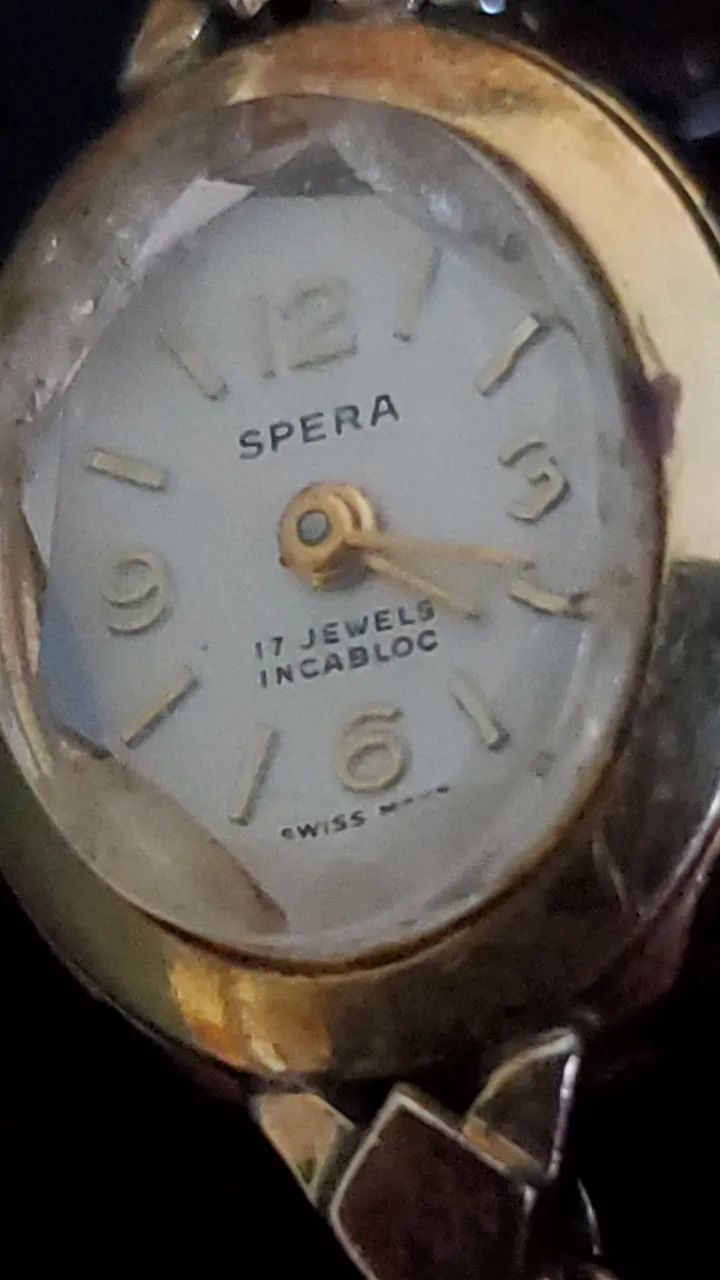 12
SPERA
3
9
17 JEWELS
INCABLOC
6
SWISS